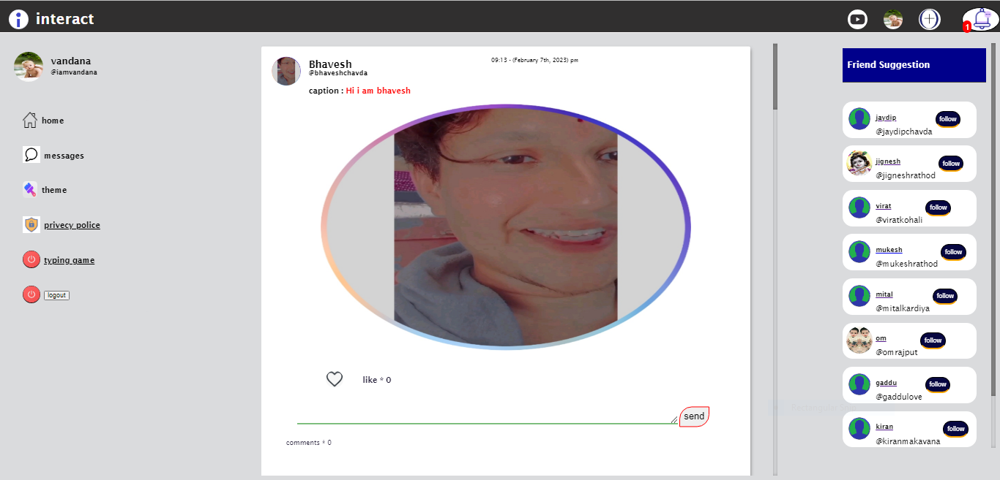 interact
1
vandana
@iamvandana
home
messages
theme
privecy police
typing game
logout
Bhavesh
@bhaveshchavda
09:13 - (February 7th, 2023) pm
caption : Hi i am bhavesh
like * 0
send
comments * 0
Friend Suggestion
jaydip
follow
@jaydipchavda
jignesh
follow
@jigneshrathod
virat
follow
@viratkohali
mukesh
follow
@mukeshrathod
mital
follow
@mitalkardiya
om
follow
@omrajput
gaddu
follow
@gaddulove
kiran
follow
@kiranmakavana